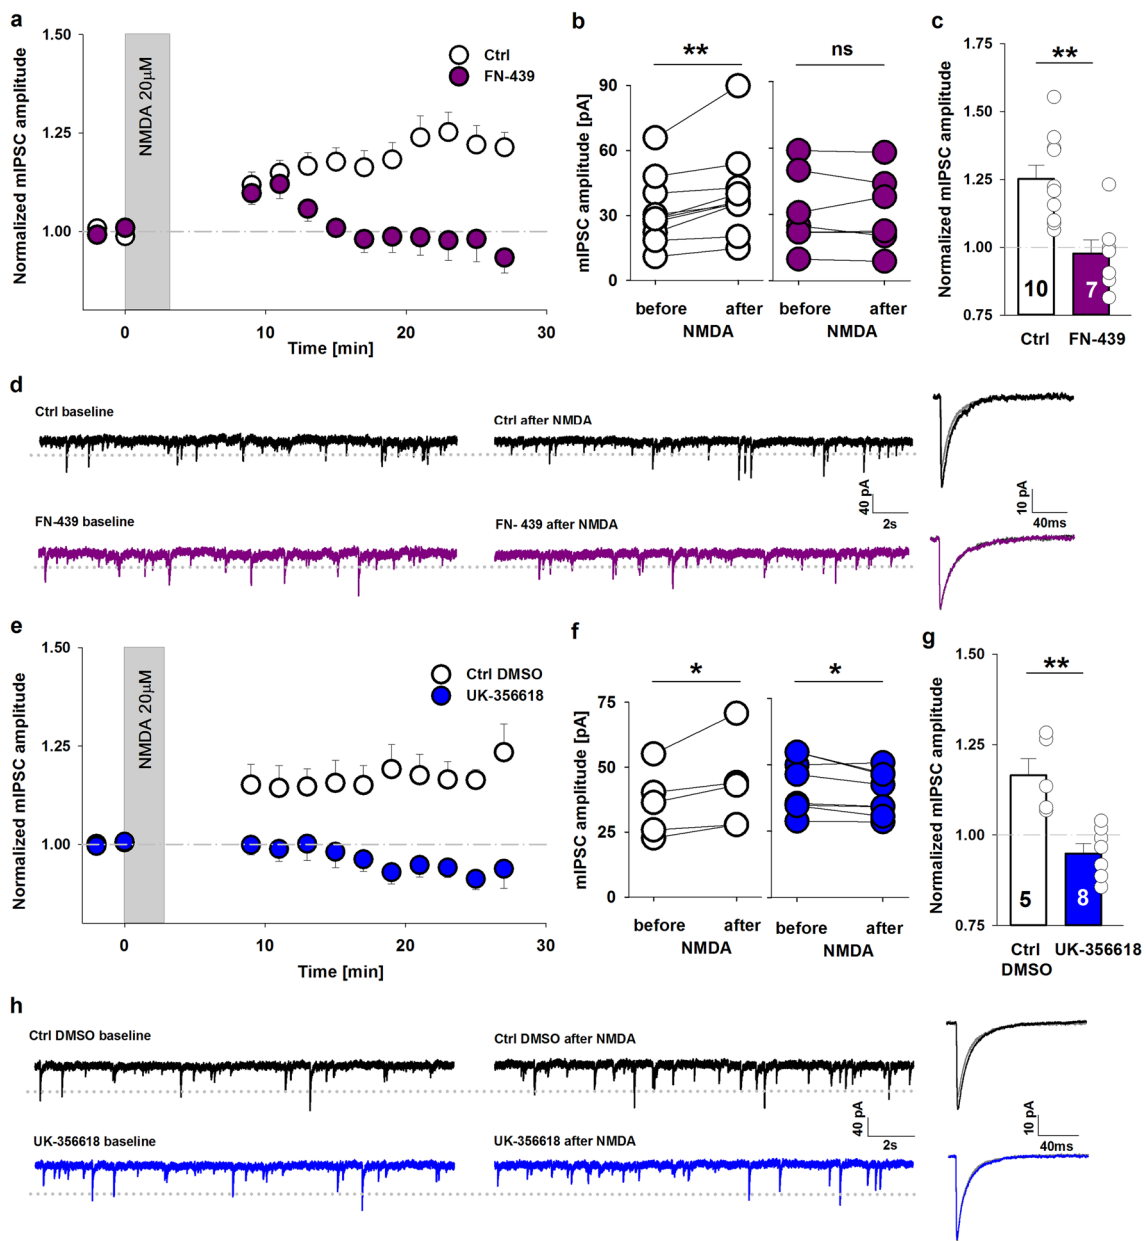 a
Normalized mIPSC amplitude
1.50
1.25
1.00
NMDA 20µM
Ctrl
FN-439
0
10
20
30
Time [min]
b
mIPSC amplitude [pA]
90
60
30
0
**
ns
before after
NMDA
before after
NMDA
c
Normalized mIPSC amplitude
1.75
1.50
1.25
1.00
0.75
**
10
7
Ctrl FN-439
d
Ctrl baseline
Ctrl after NMDA
40 pA
2s
10 pA
40ms
FN-439 baseline
FN- 439 after NMDA
e
Normalized mIPSC amplitude
1.50
1.25
1.00
NMDA 20µM
Ctrl DMSO
UK-356618
0
10
20
30
Time [min]
f
mIPSC amplitude [pA]
75
50
25
0
*
*
before after
NMDA
before after
NMDA
g
Normalized mIPSC amplitude
1.50
1.25
1.00
0.75
**
5
8
Ctrl UK-356618
DMSO
h
Ctrl DMSO baseline
Ctrl DMSO after NMDA
40 pA
2s
10 pA
40ms
UK-356618 baseline
UK-356618 after NMDA